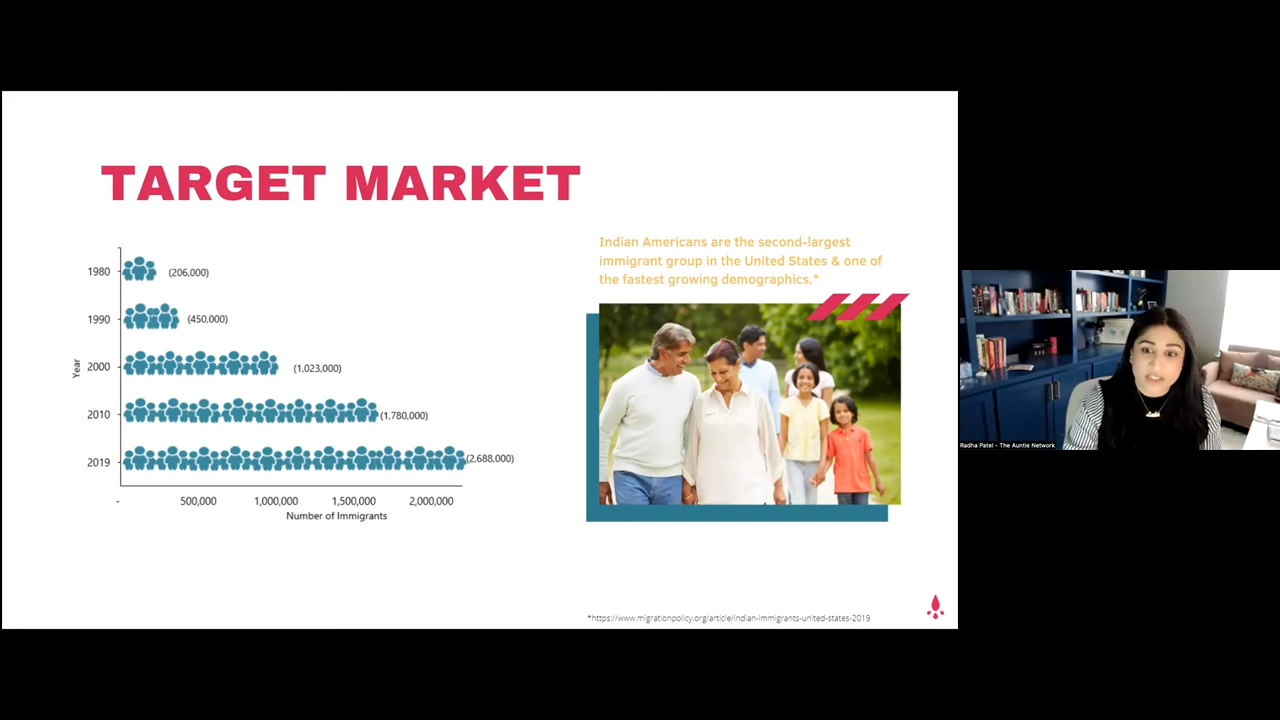 TARGET MARKET
Indian Americans are the second-largest
immigrant group in the United States & one of
the fastest growing demographics.*
Year
1980
(206,000)
1990
(450,000)
2000
(1,023,000)
2010
(1,780,000)
2019
(2,688,000)
-
500,000
1,000,000
1,500,000
2,000,000
Number of Immigrants
*https://www.migrationpolicy.org/article/indian-immigrants-united-states-2019
Radha Patel - The Auntie Network